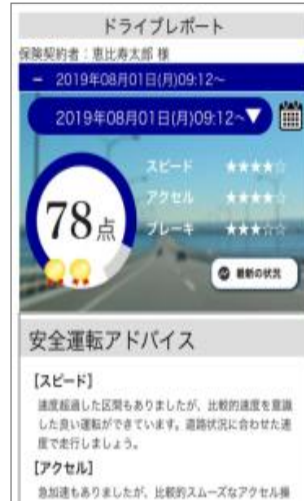 ドライブレポート
保険契約者：恵比寿太郎 様
− 2019年08月01日(月)09:12～
2019年08月01日(月)09:12～▼
スピード ★★★★☆
アクセル ★★★★☆
ブレーキ ★★★☆☆
78点
最新の状況
安全運転アドバイス
【スピード】
速度超過した区間もありましたが、比較的速度を意識
した良い運転ができています。道路状況に合わせた速
度で走行しましょう。
【アクセル】
急加速もありましたが、比較的スムーズなアクセル操